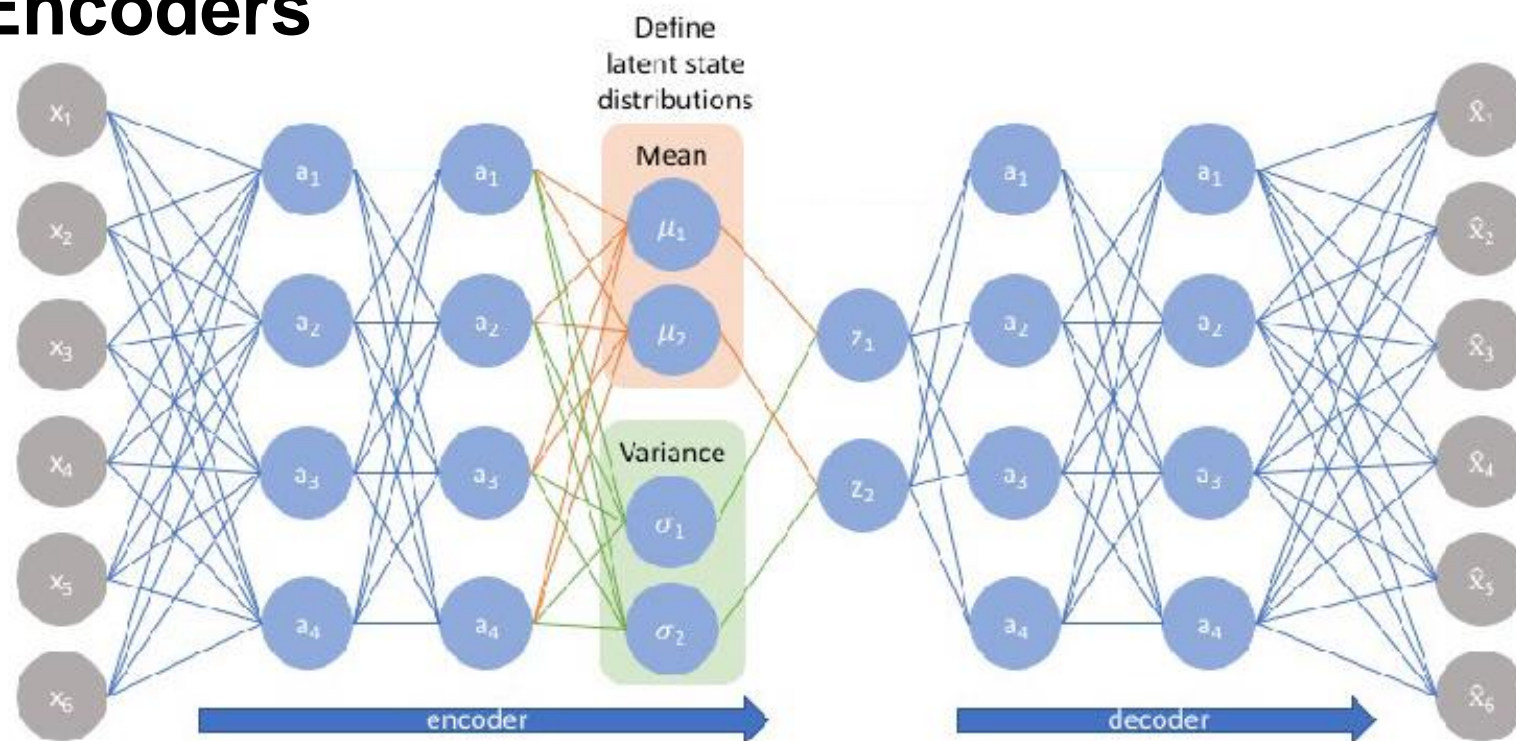 Encoders
Define
latent state
distributions
x₁
x₂
x₃
x₄
x₅
x₆
a₁
a₂
a₃
a₄
a₁
a₂
a₃
a₄
Mean
μ₁
μ₂
Variance
σ₁
σ₂
z₁
z₂
a₁
a₂
a₃
a₄
a₁
a₂
a₃
a₄
x̂₁
x̂₂
x̂₃
x̂₄
x̂₅
x̂₆
encoder
decoder